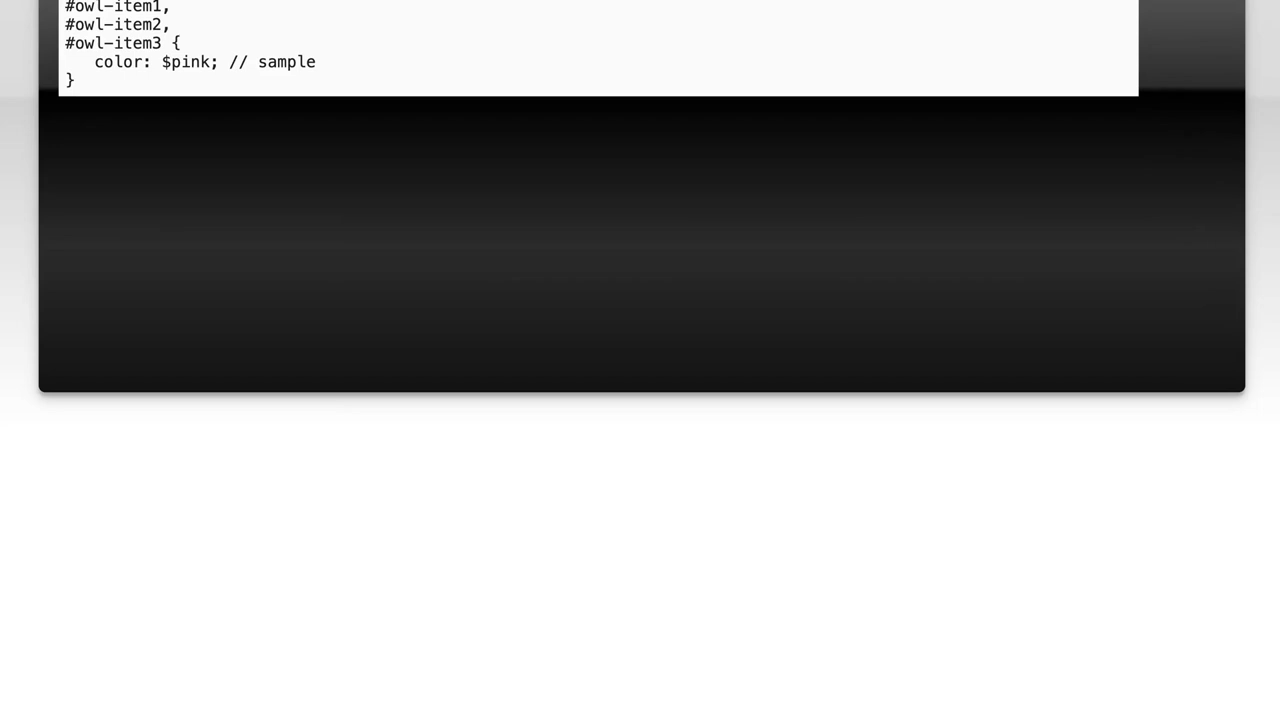 #owl-item1,
#owl-item2,
#owl-item3 {
   color: $pink; // sample
}